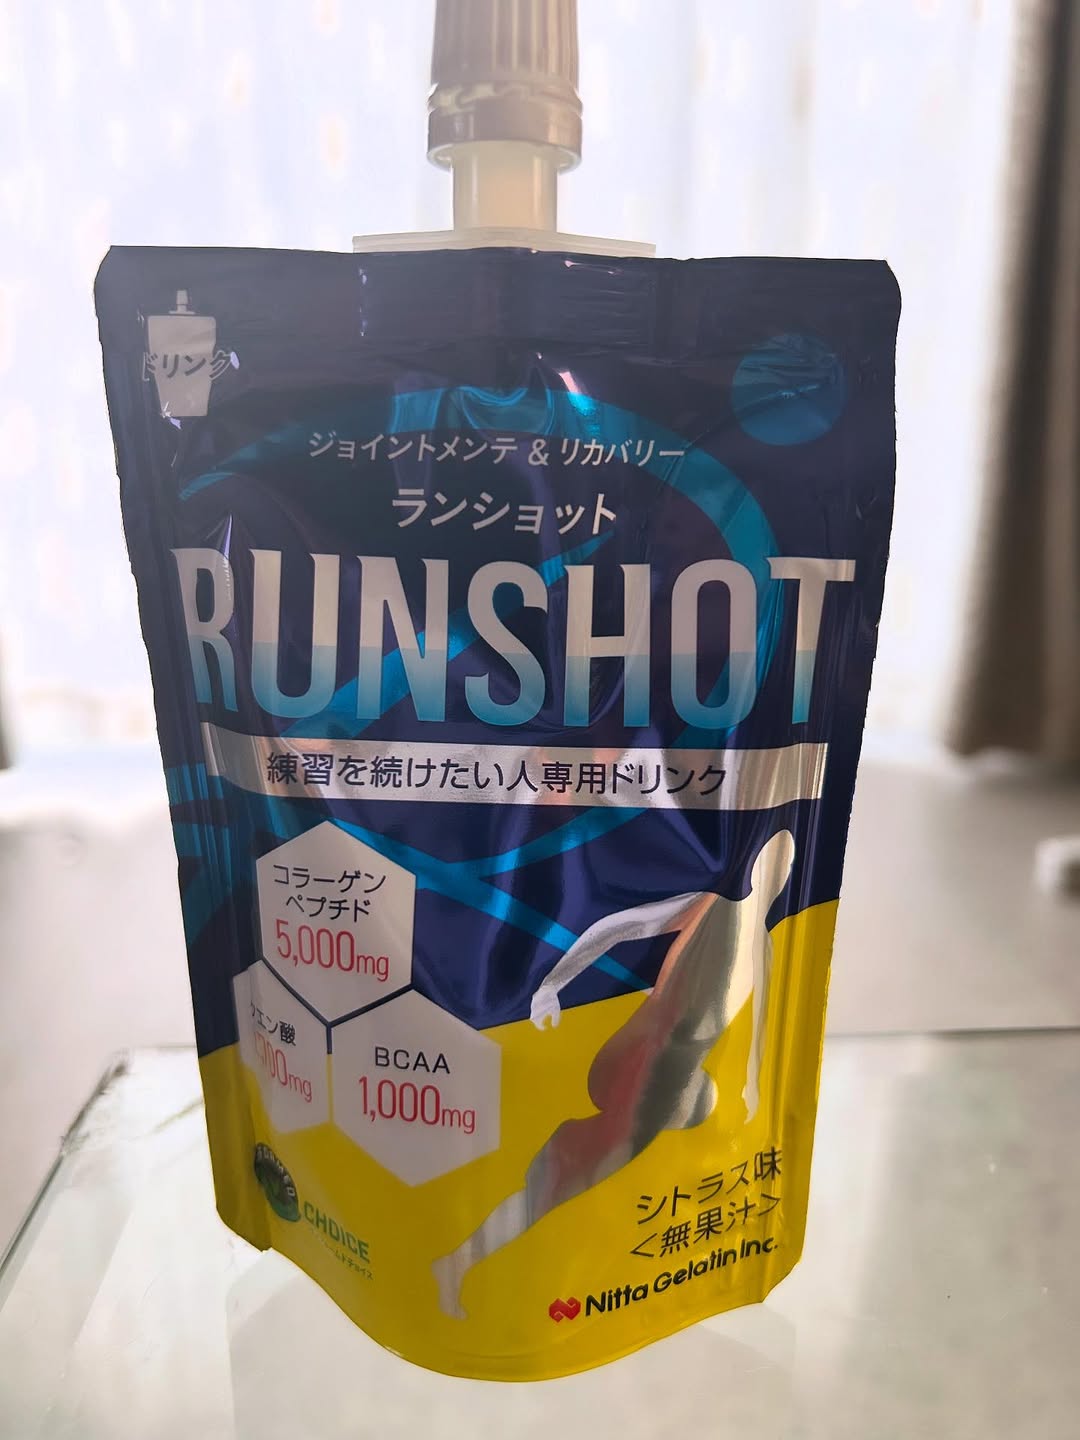 ドリンク
ジョイントメンテ & リカバリー
ランショット
RUNSHOT
練習を続けたい人専用ドリンク
コラーゲン
ペプチド
5,000mg
クエン酸
BCAA
1,000mg
CHOICE
シトラス味
<無果汁>
Nitta Gelatin Inc.